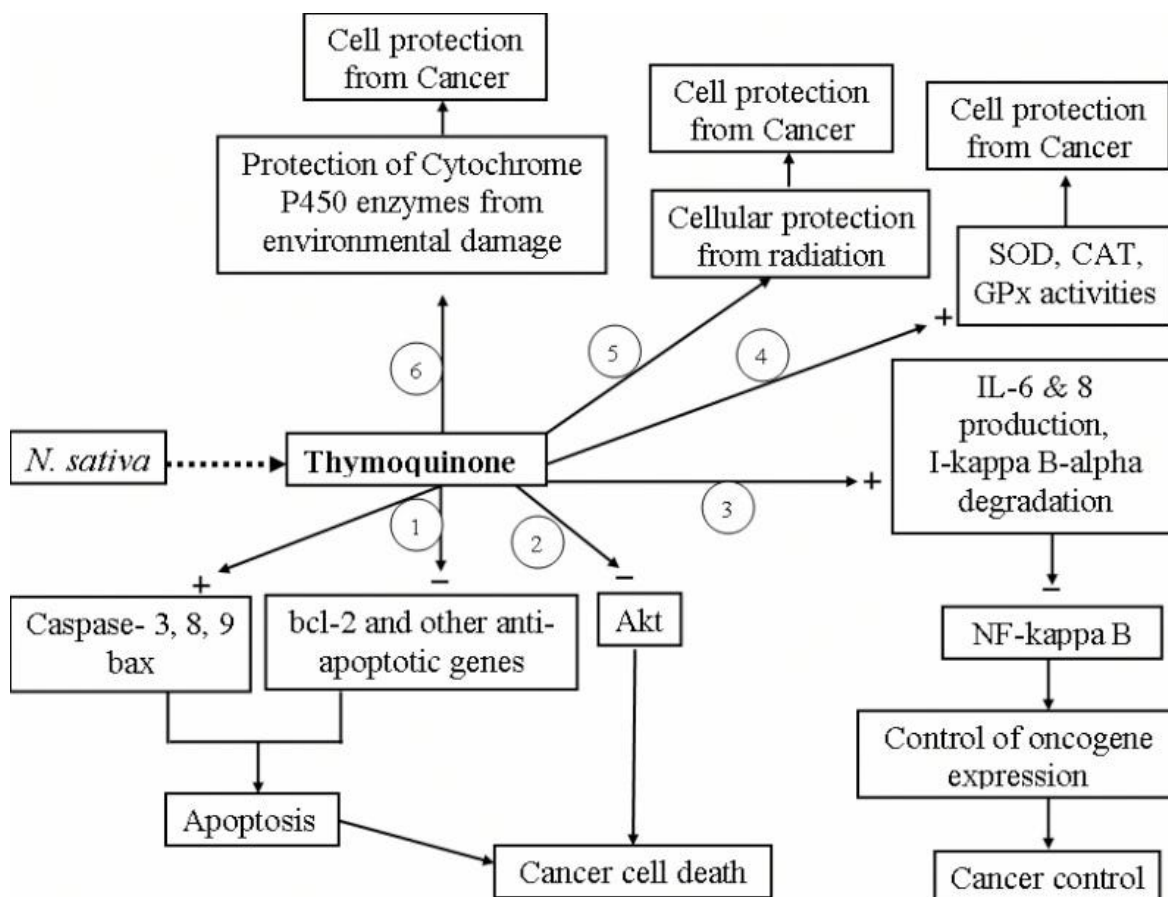 Cell protection
from Cancer
Cell protection
from Cancer
Cell protection
from Cancer
Protection of Cytochrome
P450 enzymes from
environmental damage
Cellular protection
from radiation
SOD, CAT,
GPx activities
+
6
5
4
IL-6 & 8
production,
I-kappa B-alpha
degradation
N. sativa
Thymoquinone
+
3
1
2
+
−
−
−
Caspase- 3, 8, 9
bax
bcl-2 and other anti-
apoptotic genes
Akt
NF-kappa B
Control of oncogene
expression
Apoptosis
Cancer cell death
Cancer control